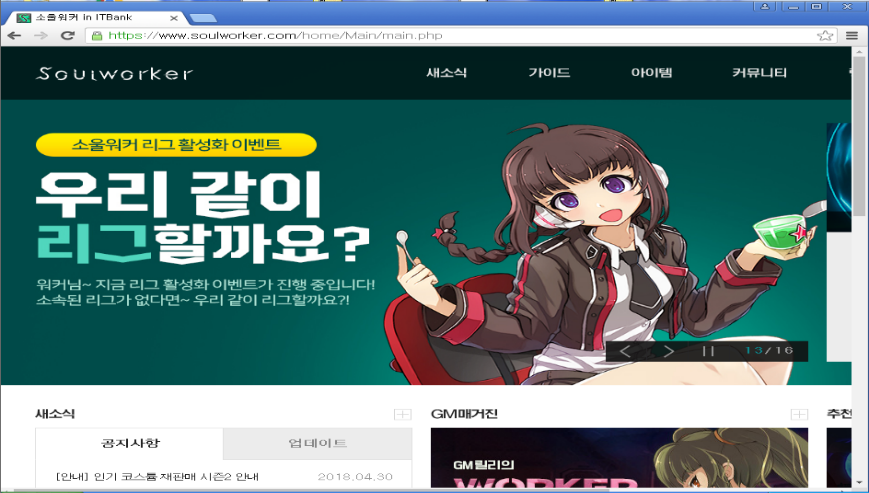 소울워커 in ITBank
https://www.soulworker.com/home/Main/main.php
Soulworker
새소식
가이드
아이템
커뮤니티
소울워커 리그 활성화 이벤트
우리 같이
리그할까요?
워커님~ 지금 리그 활성화 이벤트가 진행 중입니다!
소속된 리그가 없다면~ 우리 같이 리그할까요?!
13/16
새소식
GM매거진
추천
공지사항
업데이트
[안내] 인기 코스튬 재판매 시즌2 안내
2018.04.30
GM릴리의
WORKER